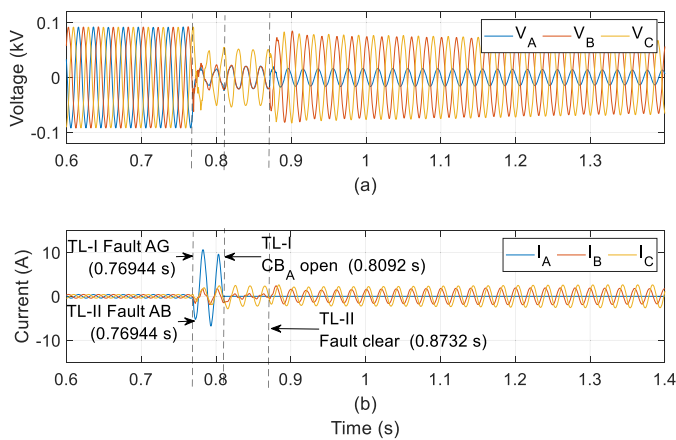 0.1
0
-0.1
Voltage (kV
V_A V_B V_C
0.6 0.7 0.8 0.9 1 1.1 1.2 1.3 1.4
(a)
10
0
-10
Current (A)
TL-I Fault AG
(0.76944 s)
TL-II Fault AB
(0.76944 s)
TL-I
CB_A open (0.8092 s)
TL-II
Fault clear (0.8732 s)
I_A I_B I_C
0.6 0.7 0.8 0.9 1 1.1 1.2 1.3 1.4
(b)
Time (s)